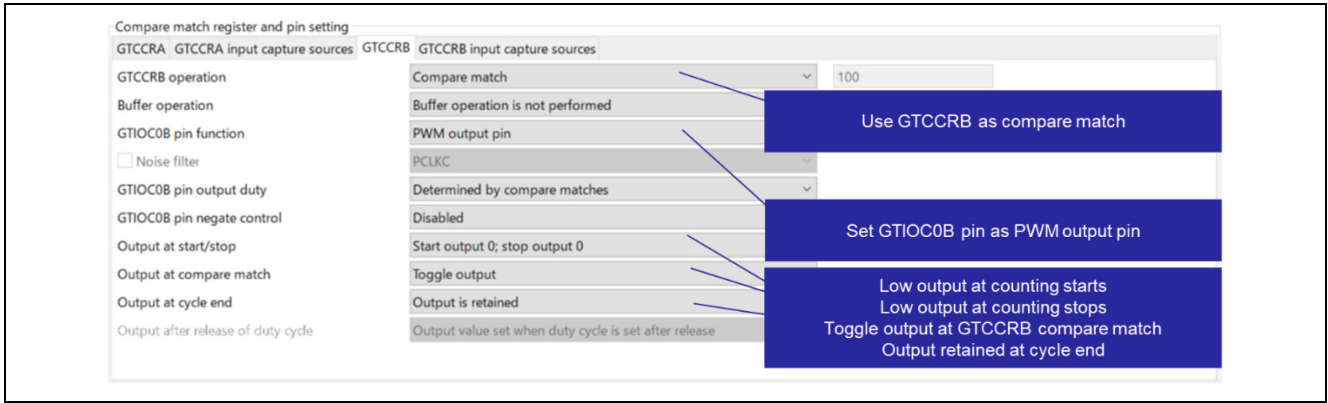 Compare match register and pin setting
GTCCRA GTCCRA input capture sources GTCCRB GTCCRB input capture sources
GTCCRB operation Compare match 100
Buffer operation Buffer operation is not performed
Use GTCCRB as compare match
GTIOC0B pin function PWM output pin
Noise filter PCLKC
GTIOC0B pin output duty Determined by compare matches
GTIOC0B pin negate control Disabled
Set GTIOC0B pin as PWM output pin
Output at start/stop Start output 0; stop output 0
Output at compare match Toggle output
Output at cycle end Output is retained
Output after release of duty cycle Output value set when duty cycle is set after release
Low output at counting starts
Low output at counting stops
Toggle output at GTCCRB compare match
Output retained at cycle end